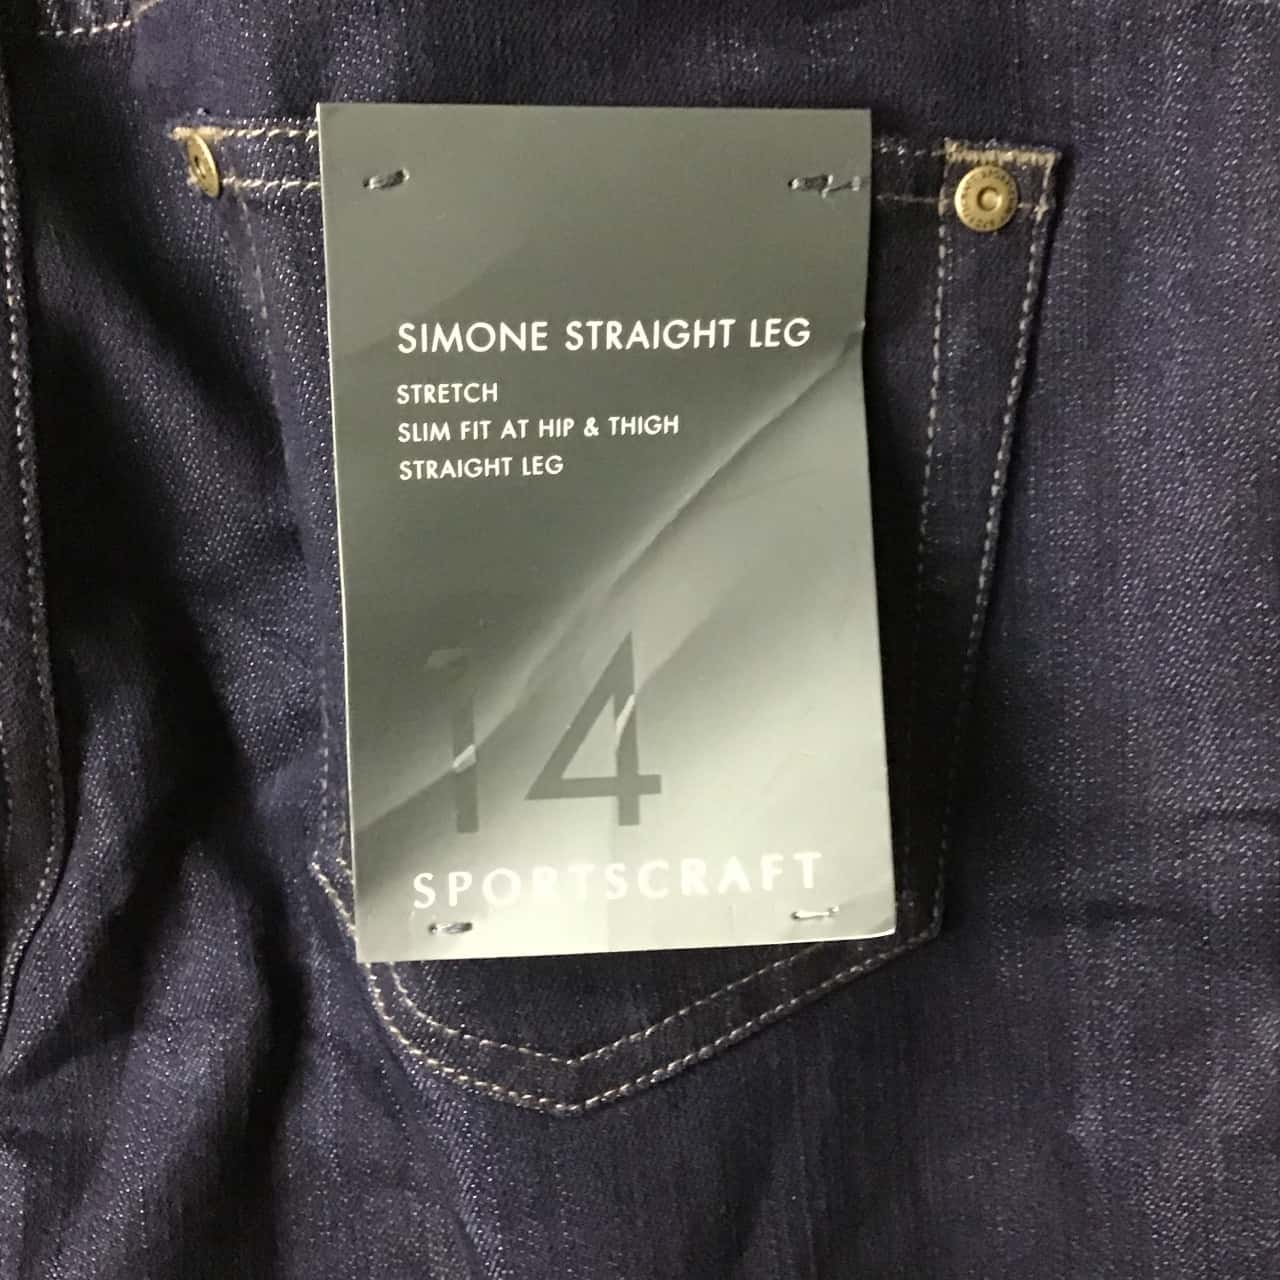 SIMONE STRAIGHT LEG
STRETCH
SLIM FIT AT HIP & THIGH
STRAIGHT LEG
14
SPORTSCRAFT